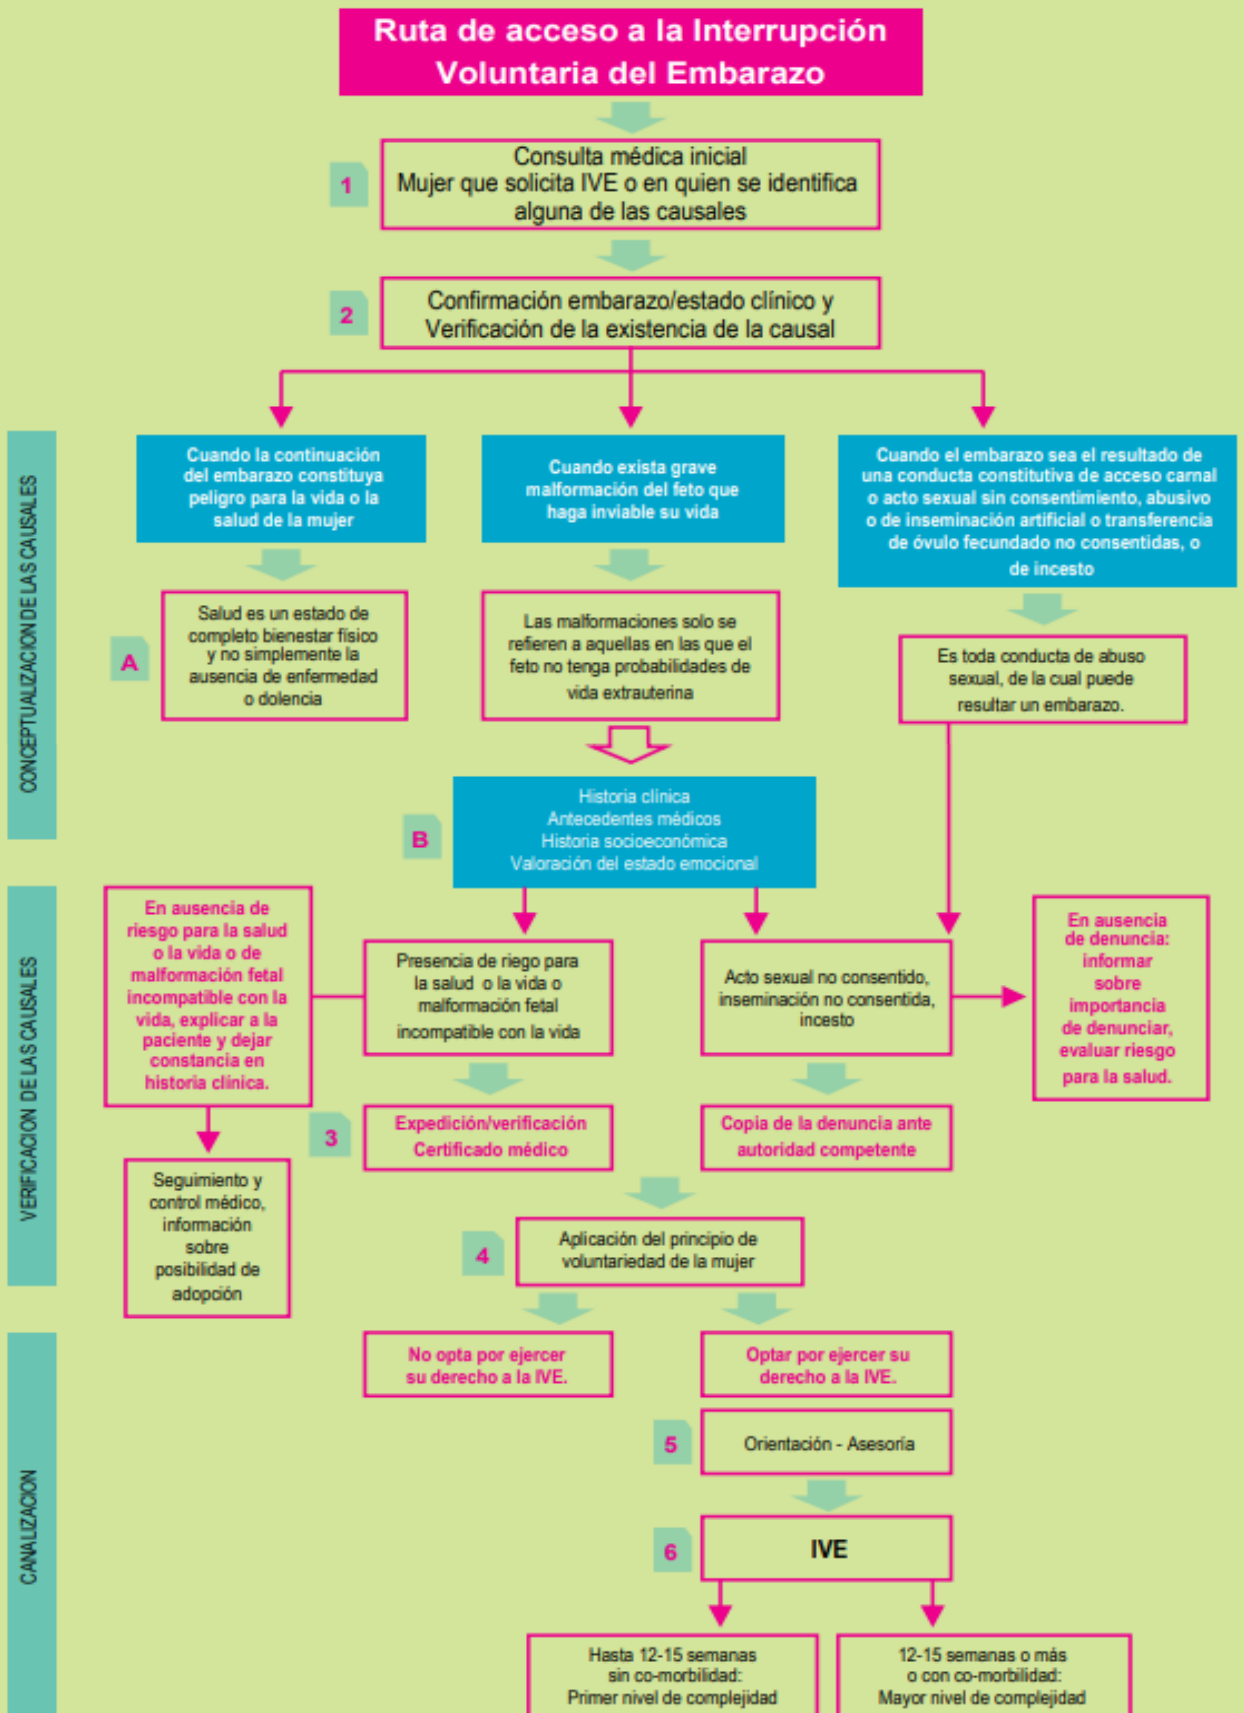 Ruta de acceso a la Interrupción
Voluntaria del Embarazo
1
Consulta médica inicial
Mujer que solicita IVE o en quien se identifica
alguna de las causales
2
Confirmación embarazo/estado clínico y
Verificación de la existencia de la causal
CONCEPTUALIZACION DE LAS CAUSALES
Cuando la continuación
del embarazo constituya
peligro para la vida o la
salud de la mujer
Cuando exista grave
malformación del feto que
haga inviable su vida
Cuando el embarazo sea el resultado de
una conducta constitutiva de acceso carnal
o acto sexual sin consentimiento, abusivo
o de inseminación artificial o transferencia
de óvulo fecundado no consentidas, o
de incesto
A
Salud es un estado de
completo bienestar físico
y no simplemente la
ausencia de enfermedad
o dolencia
Las malformaciones solo se
refieren a aquellas en las que el
feto no tenga probabilidades de
vida extrauterina
Es toda conducta de abuso
sexual, de la cual puede
resultar un embarazo.
B
Historia clínica
Antecedentes médicos
Historia socioeconómica
Valoración del estado emocional
VERIFICACION DE LAS CAUSALES
En ausencia de
riesgo para la salud
o la vida o de
malformación fetal
incompatible con la
vida, explicar a la
paciente y dejar
constancia en
historia clínica.
Presencia de riego para
la salud o la vida o
malformación fetal
incompatible con la vida
Acto sexual no consentido,
inseminación no consentida,
incesto
En ausencia
de denuncia:
informar
sobre
importancia
de denunciar,
evaluar riesgo
para la salud.
3
Expedición/verificación
Certificado médico
Copia de la denuncia ante
autoridad competente
Seguimiento y
control médico,
información
sobre
posibilidad de
adopción
4
Aplicación del principio de
voluntariedad de la mujer
CANALIZACION
No opta por ejercer
su derecho a la IVE.
Optar por ejercer su
derecho a la IVE.
5
Orientación - Asesoría
6
IVE
Hasta 12-15 semanas
sin co-morbilidad:
Primer nivel de complejidad
12-15 semanas o más
o con co-morbilidad:
Mayor nivel de complejidad